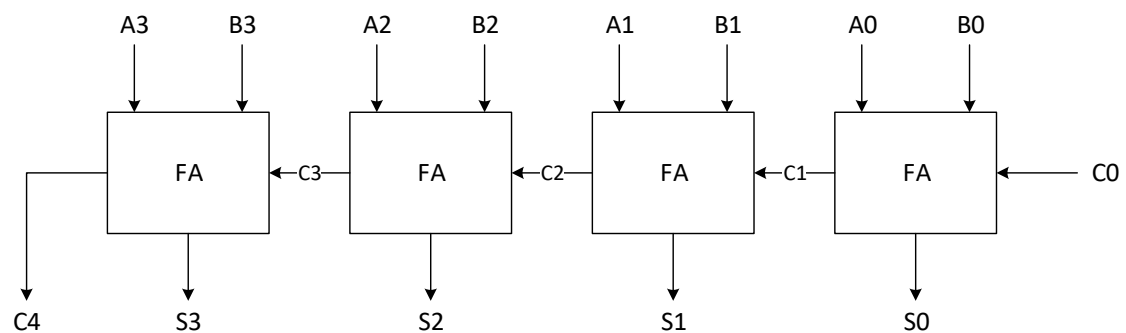 A3 B3 A2 B2 A1 B1 A0 B0
FA C3 FA C2 FA C1 FA C0
C4 S3 S2 S1 S0